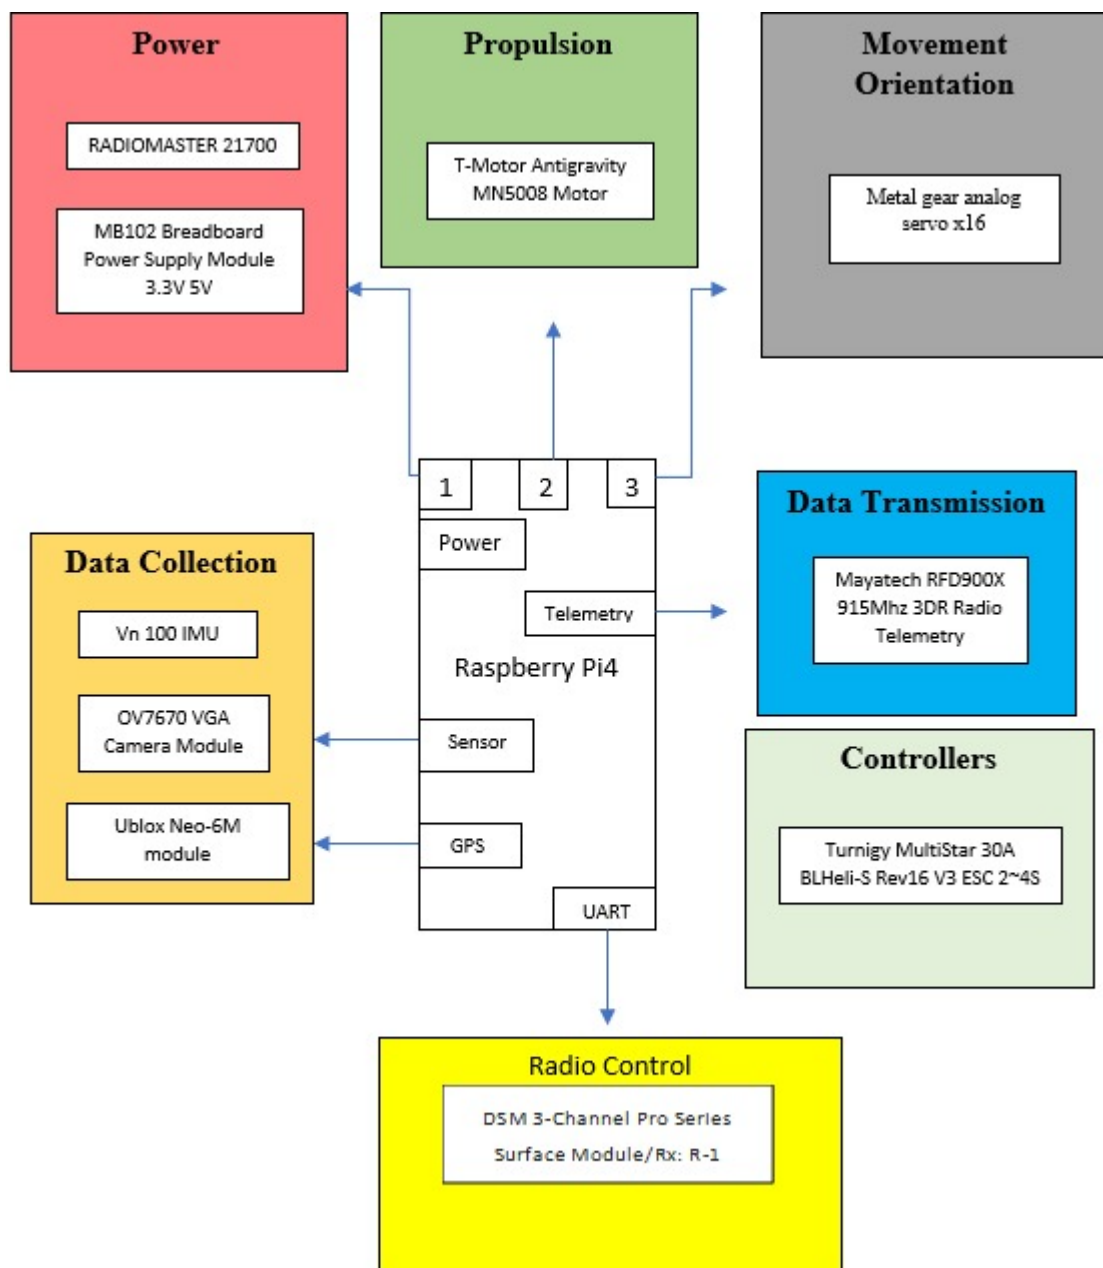 Power
RADIOMASTER 21700
MB102 Breadboard
Power Supply Module
3.3V 5V
Propulsion
T-Motor Antigravity
MN5008 Motor
Movement
Orientation
Metal gear analog
servo x16
1
2
3
Power
Telemetry
Raspberry Pi4
Sensor
GPS
UART
Data Collection
Vn 100 IMU
OV7670 VGA
Camera Module
Ublox Neo-6M
module
Data Transmission
Mayatech RFD900X
915Mhz 3DR Radio
Telemetry
Controllers
Turnigy MultiStar 30A
BLHeli-S Rev16 V3 ESC 2~4S
Radio Control
DSM 3-Channel Pro Series
Surface Module/Rx: R-1